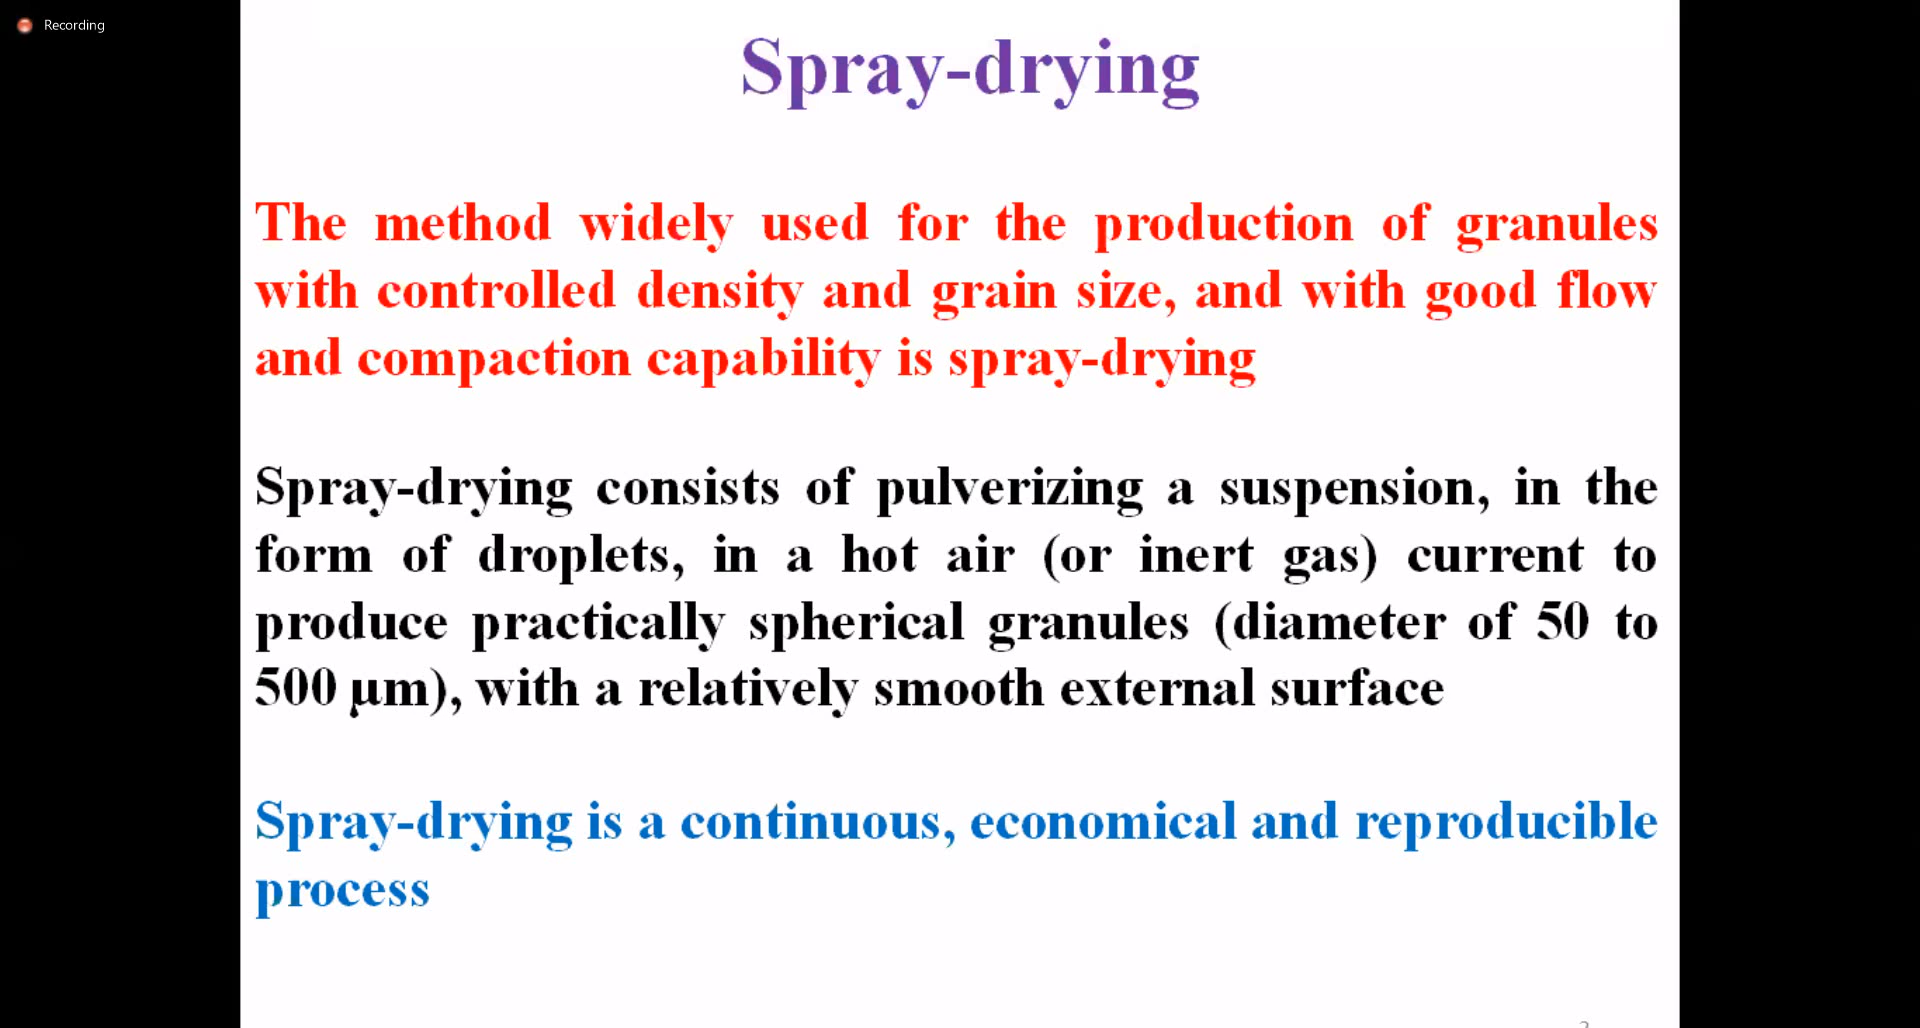 Recording
Spray-drying
The method widely used for the production of granules
with controlled density and grain size, and with good flow
and compaction capability is spray-drying
Spray-drying consists of pulverizing a suspension, in the
form of droplets, in a hot air (or inert gas) current to
produce practically spherical granules (diameter of 50 to
500 μm), with a relatively smooth external surface
Spray-drying is a continuous, economical and reproducible
process